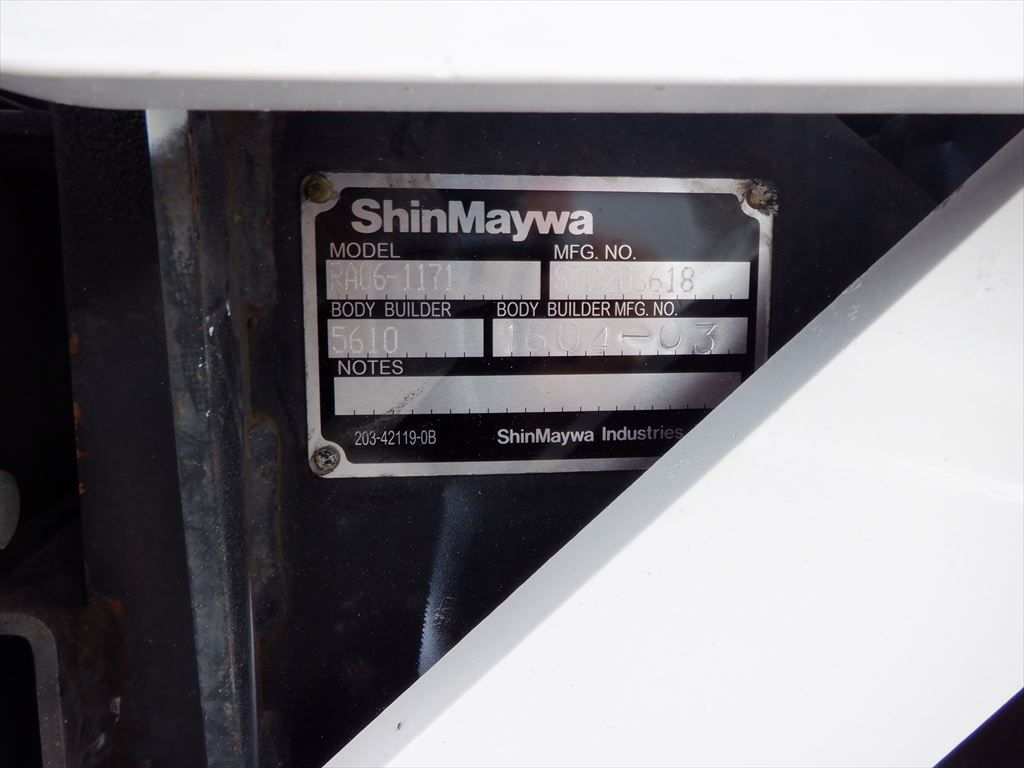 ShinMaywa
MODEL MFG. NO.
RA06-1171
BODY BUILDER BODY BUILDER MFG. NO.
5610 1604-03
NOTES
203-42119-0B ShinMaywa Industries